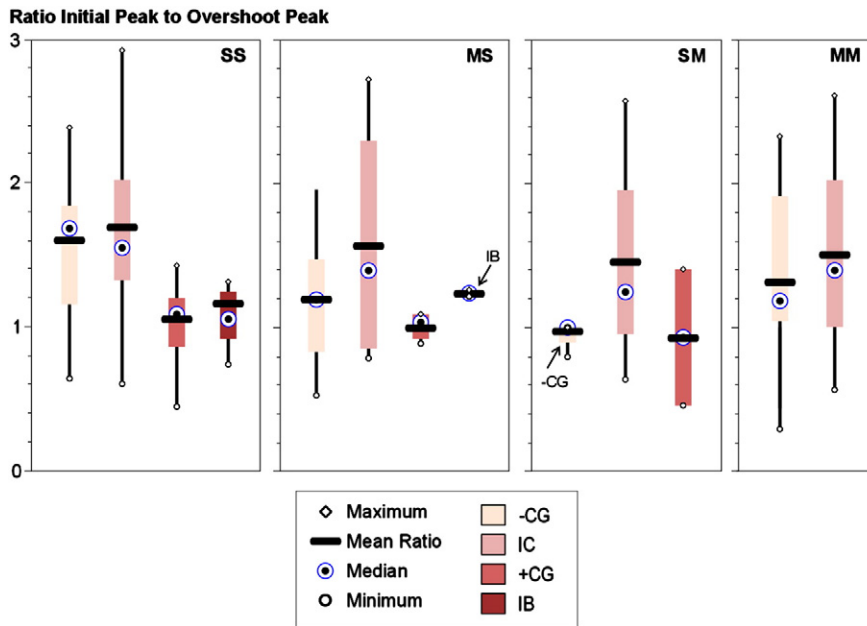 Ratio Initial Peak to Overshoot Peak
3
SS
MS
SM
MM
2
IB
1
-CG
0
Maximum
-CG
Mean Ratio
IC
Median
+CG
Minimum
IB